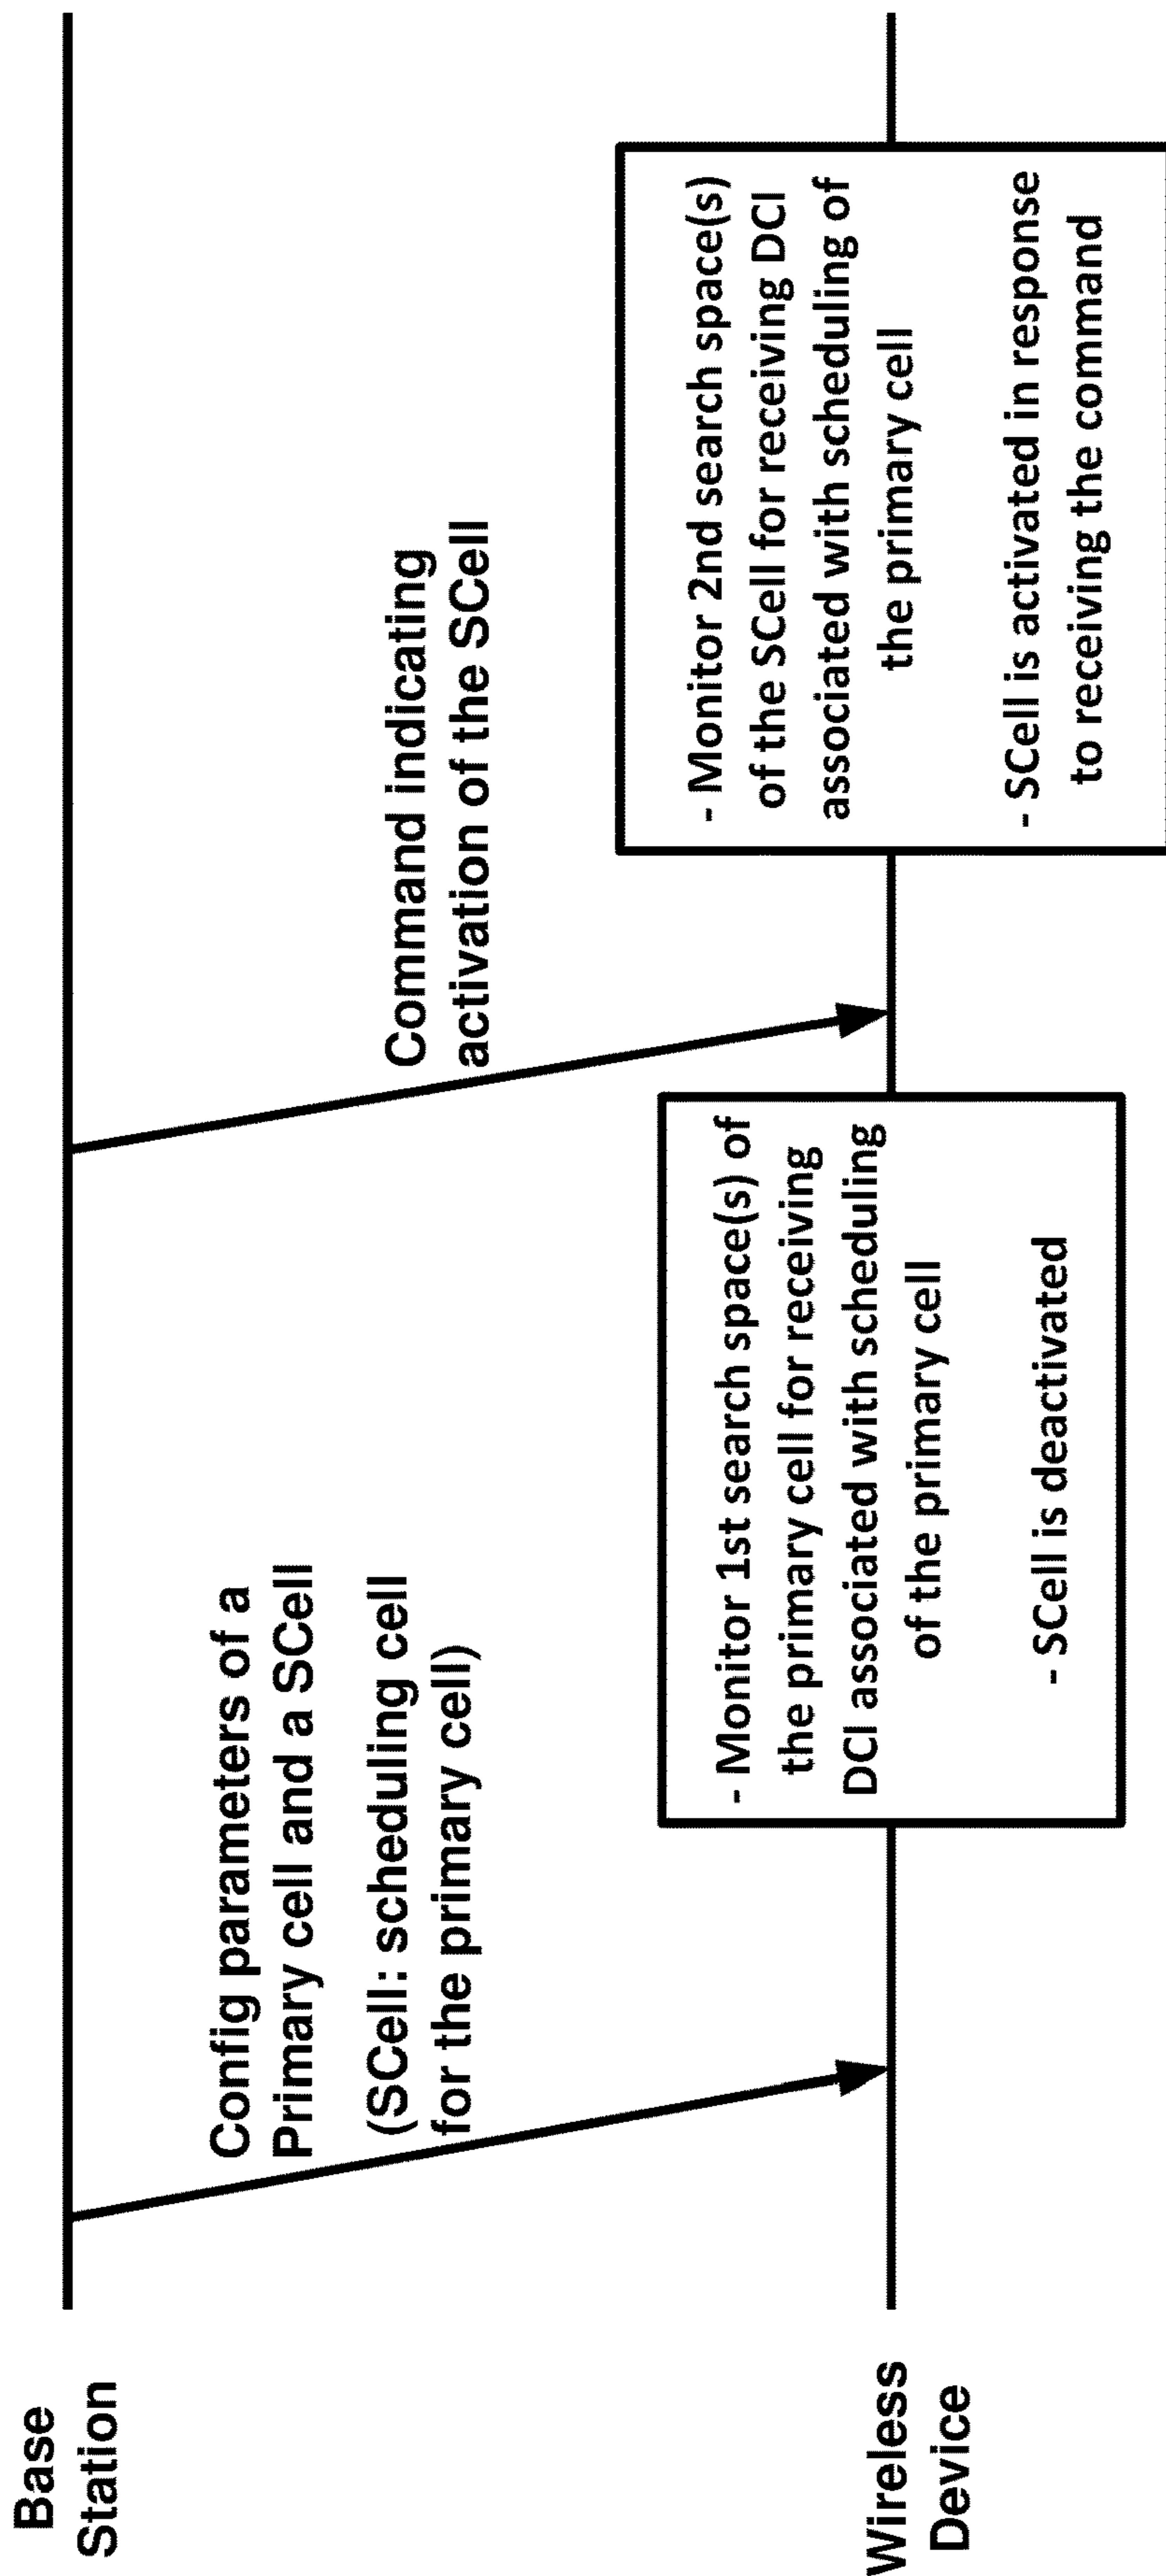 Base
Station
Config parameters of a
Primary cell and a SCell
(SCell: scheduling cell
for the primary cell)
Command indicating
activation of the SCell
Wireless
Device
- Monitor 1st search space(s) of
the primary cell for receiving
DCI associated with scheduling
of the primary cell
- SCell is deactivated
- Monitor 2nd search space(s)
of the SCell for receiving DCI
associated with scheduling of
the primary cell
- SCell is activated in response
to receiving the command